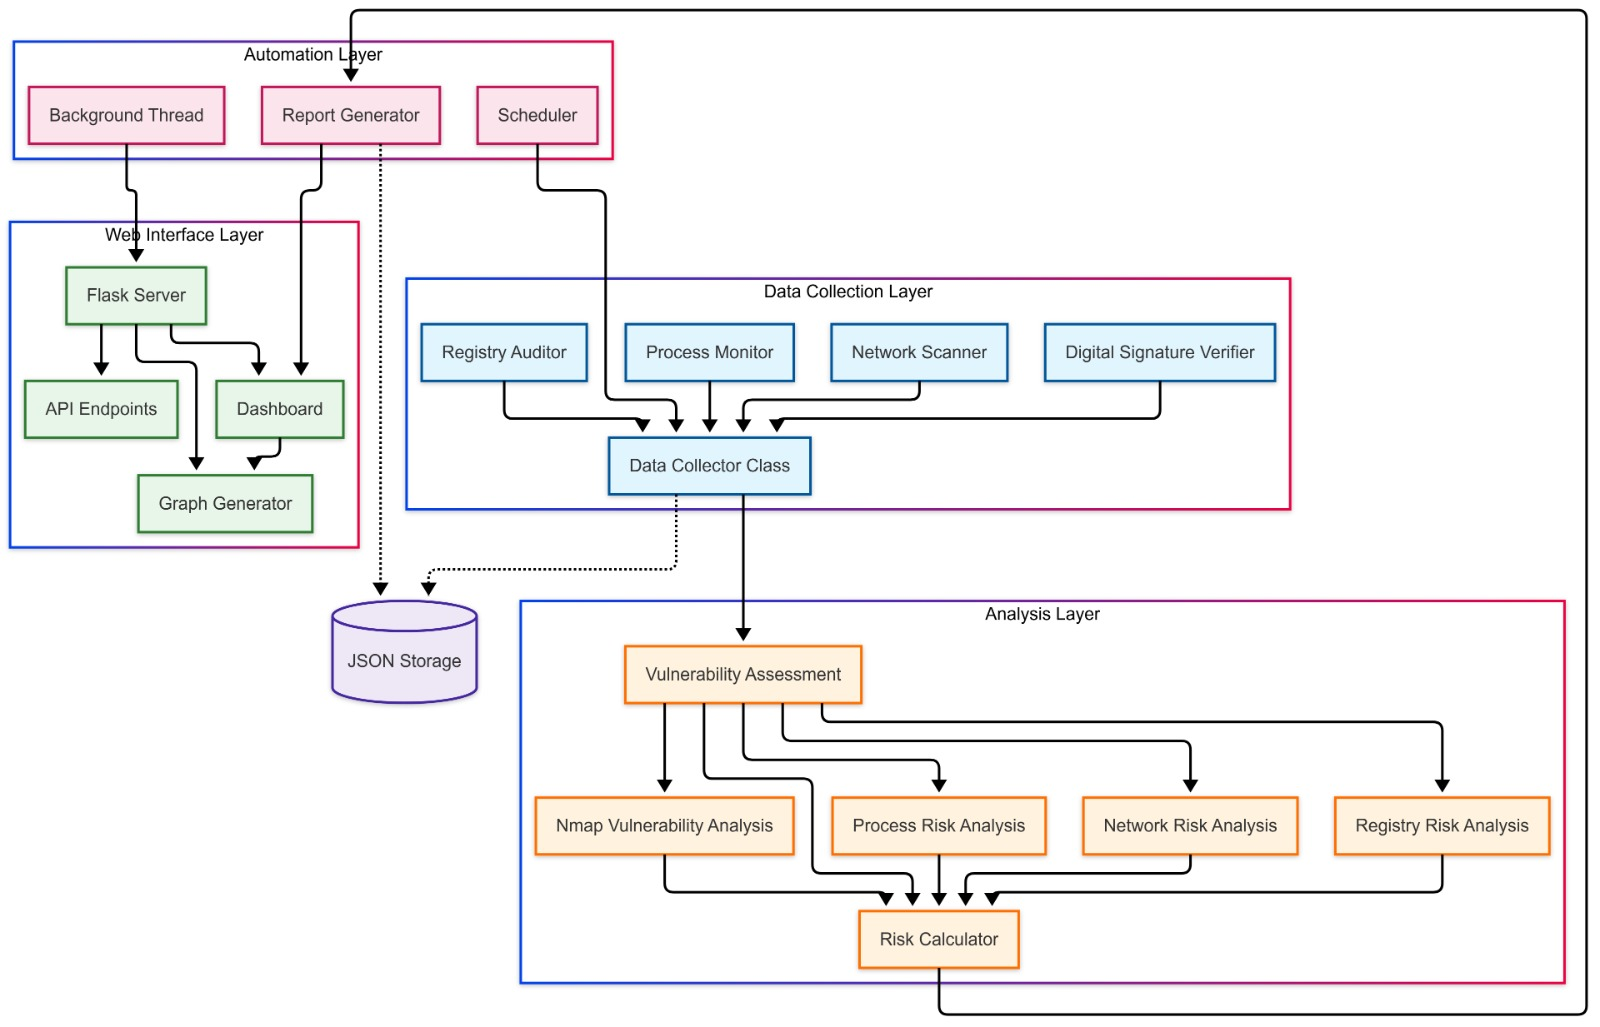 Automation Layer
Background Thread
Report Generator
Scheduler
Web Interface Layer
Flask Server
API Endpoints
Dashboard
Graph Generator
Data Collection Layer
Registry Auditor
Process Monitor
Network Scanner
Digital Signature Verifier
Data Collector Class
JSON Storage
Analysis Layer
Vulnerability Assessment
Nmap Vulnerability Analysis
Process Risk Analysis
Network Risk Analysis
Registry Risk Analysis
Risk Calculator